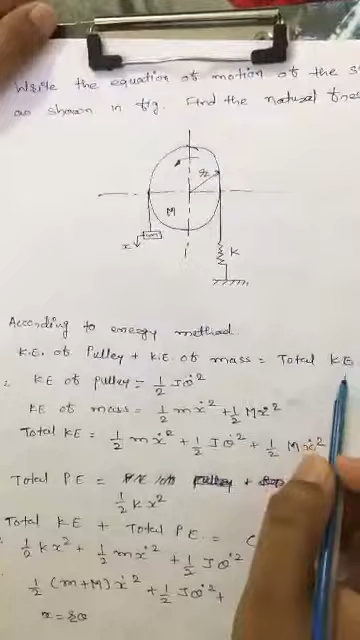 Write the equation of motion of the s
as shown in fig. Find the natural fre
r
M
m
x
K
According to energy method
K.E. of Pulley + K.E. of mass = Total KE
KE of pulley = 1/2 Jθ̇²
KE of mass = 1/2 mẋ² + 1/2 Mẋ²
Total KE = 1/2 mẋ² + 1/2 Jθ̇² + 1/2 Mẋ²
Total PE =
1/2 kx²
Total KE + Total PE = C
1/2 kx² + 1/2 mẋ² + 1/2 Jθ̇²
1/2 (m+M)ẋ² + 1/2 Jθ̇² +
x = rθ